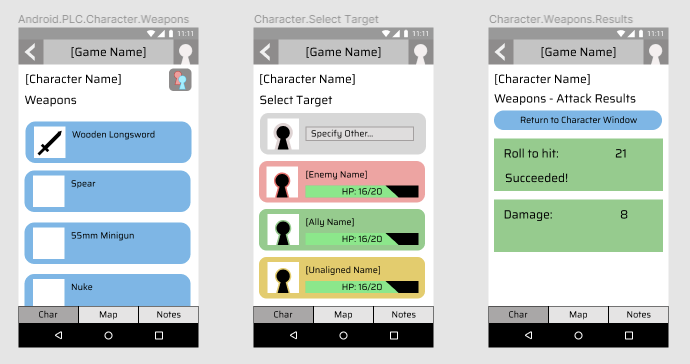 Android.PLC.Character.Weapons
11:11
[Game Name]
[Character Name]
Weapons
Wooden Longsword
Spear
55mm Minigun
Nuke
Char
Map
Notes
Character.Select Target
11:11
[Game Name]
[Character Name]
Select Target
Specify Other...
[Enemy Name]
HP: 16/20
[Ally Name]
HP: 16/20
[Unaligned Name]
HP: 16/20
Char
Map
Notes
Character.Weapons.Results
11:11
[Game Name]
[Character Name]
Weapons - Attack Results
Return to Character Window
Roll to hit: 21
Succeeded!
Damage: 8
Char
Map
Notes